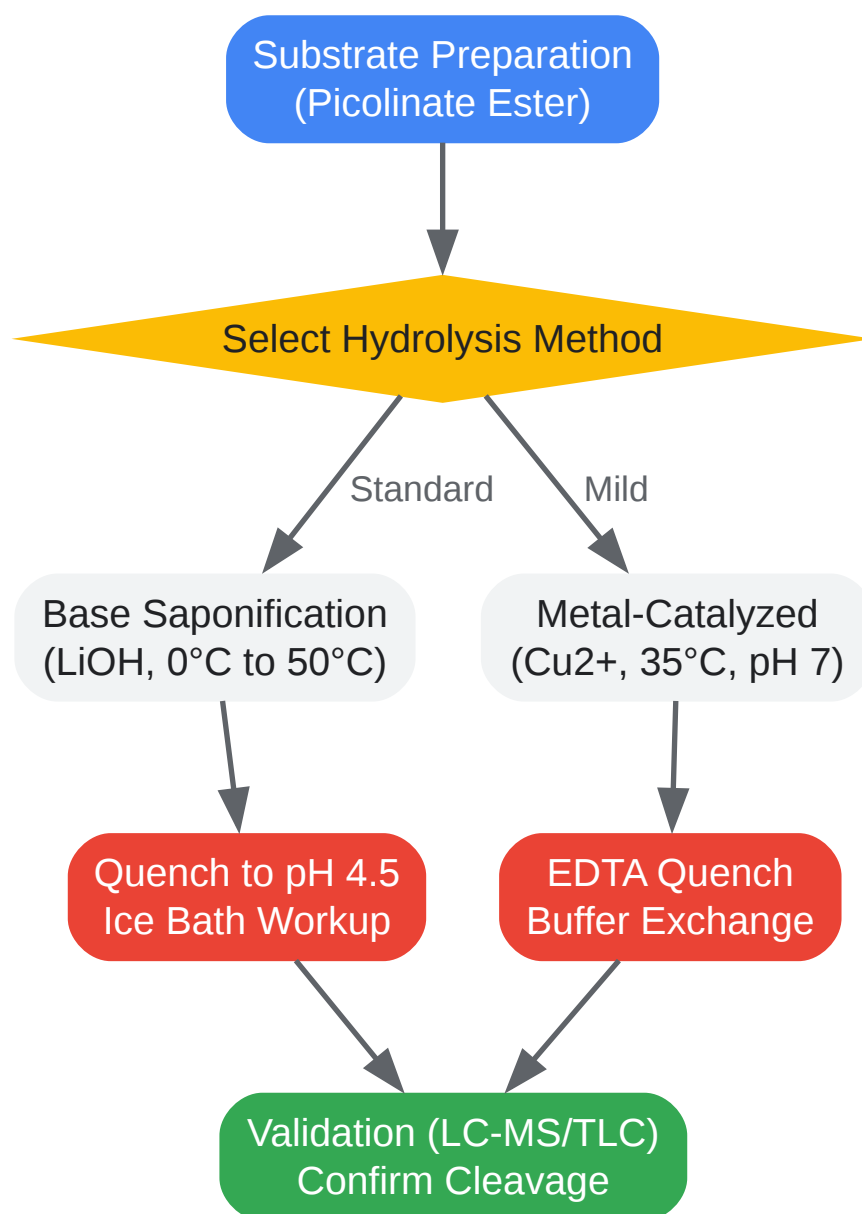 Substrate Preparation
(Picolinate Ester)
Select Hydrolysis Method
Standard
Mild
Base Saponification
(LiOH, 0°C to 50°C)
Metal-Catalyzed
(Cu2+, 35°C, pH 7)
Quench to pH 4.5
Ice Bath Workup
EDTA Quench
Buffer Exchange
Validation (LC-MS/TLC)
Confirm Cleavage